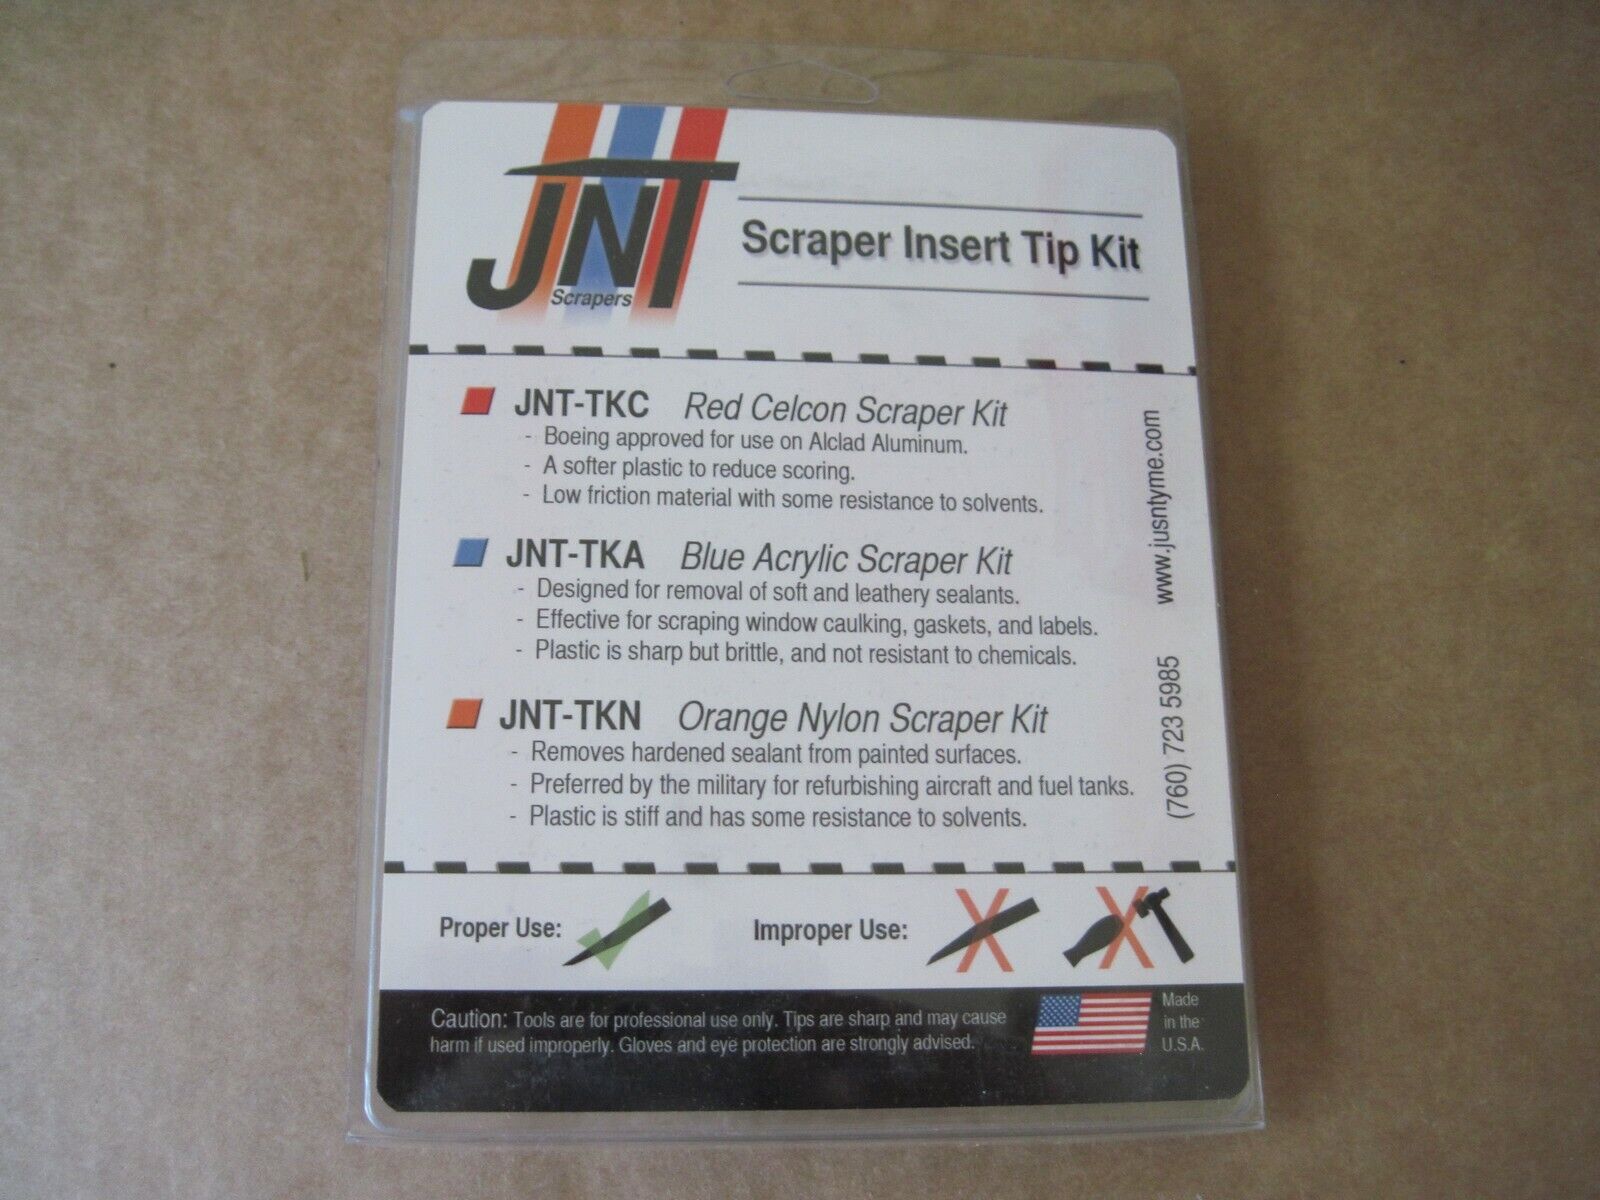 JNT
Scrapers
Scraper Insert Tip Kit
JNT-TKC Red Celcon Scraper Kit
- Boeing approved for use on Alclad Aluminum.
- A softer plastic to reduce scoring.
- Low friction material with some resistance to solvents.
JNT-TKA Blue Acrylic Scraper Kit
- Designed for removal of soft and leathery sealants.
- Effective for scraping window caulking, gaskets, and labels.
- Plastic is sharp but brittle, and not resistant to chemicals.
JNT-TKN Orange Nylon Scraper Kit
- Removes hardened sealant from painted surfaces.
- Preferred by the military for refurbishing aircraft and fuel tanks.
- Plastic is stiff and has some resistance to solvents.
(760) 723 5985 www.jusntyme.com
Proper Use: Improper Use:
Caution: Tools are for professional use only. Tips are sharp and may cause
harm if used improperly. Gloves and eye protection are strongly advised.
Made
in the
U.S.A.